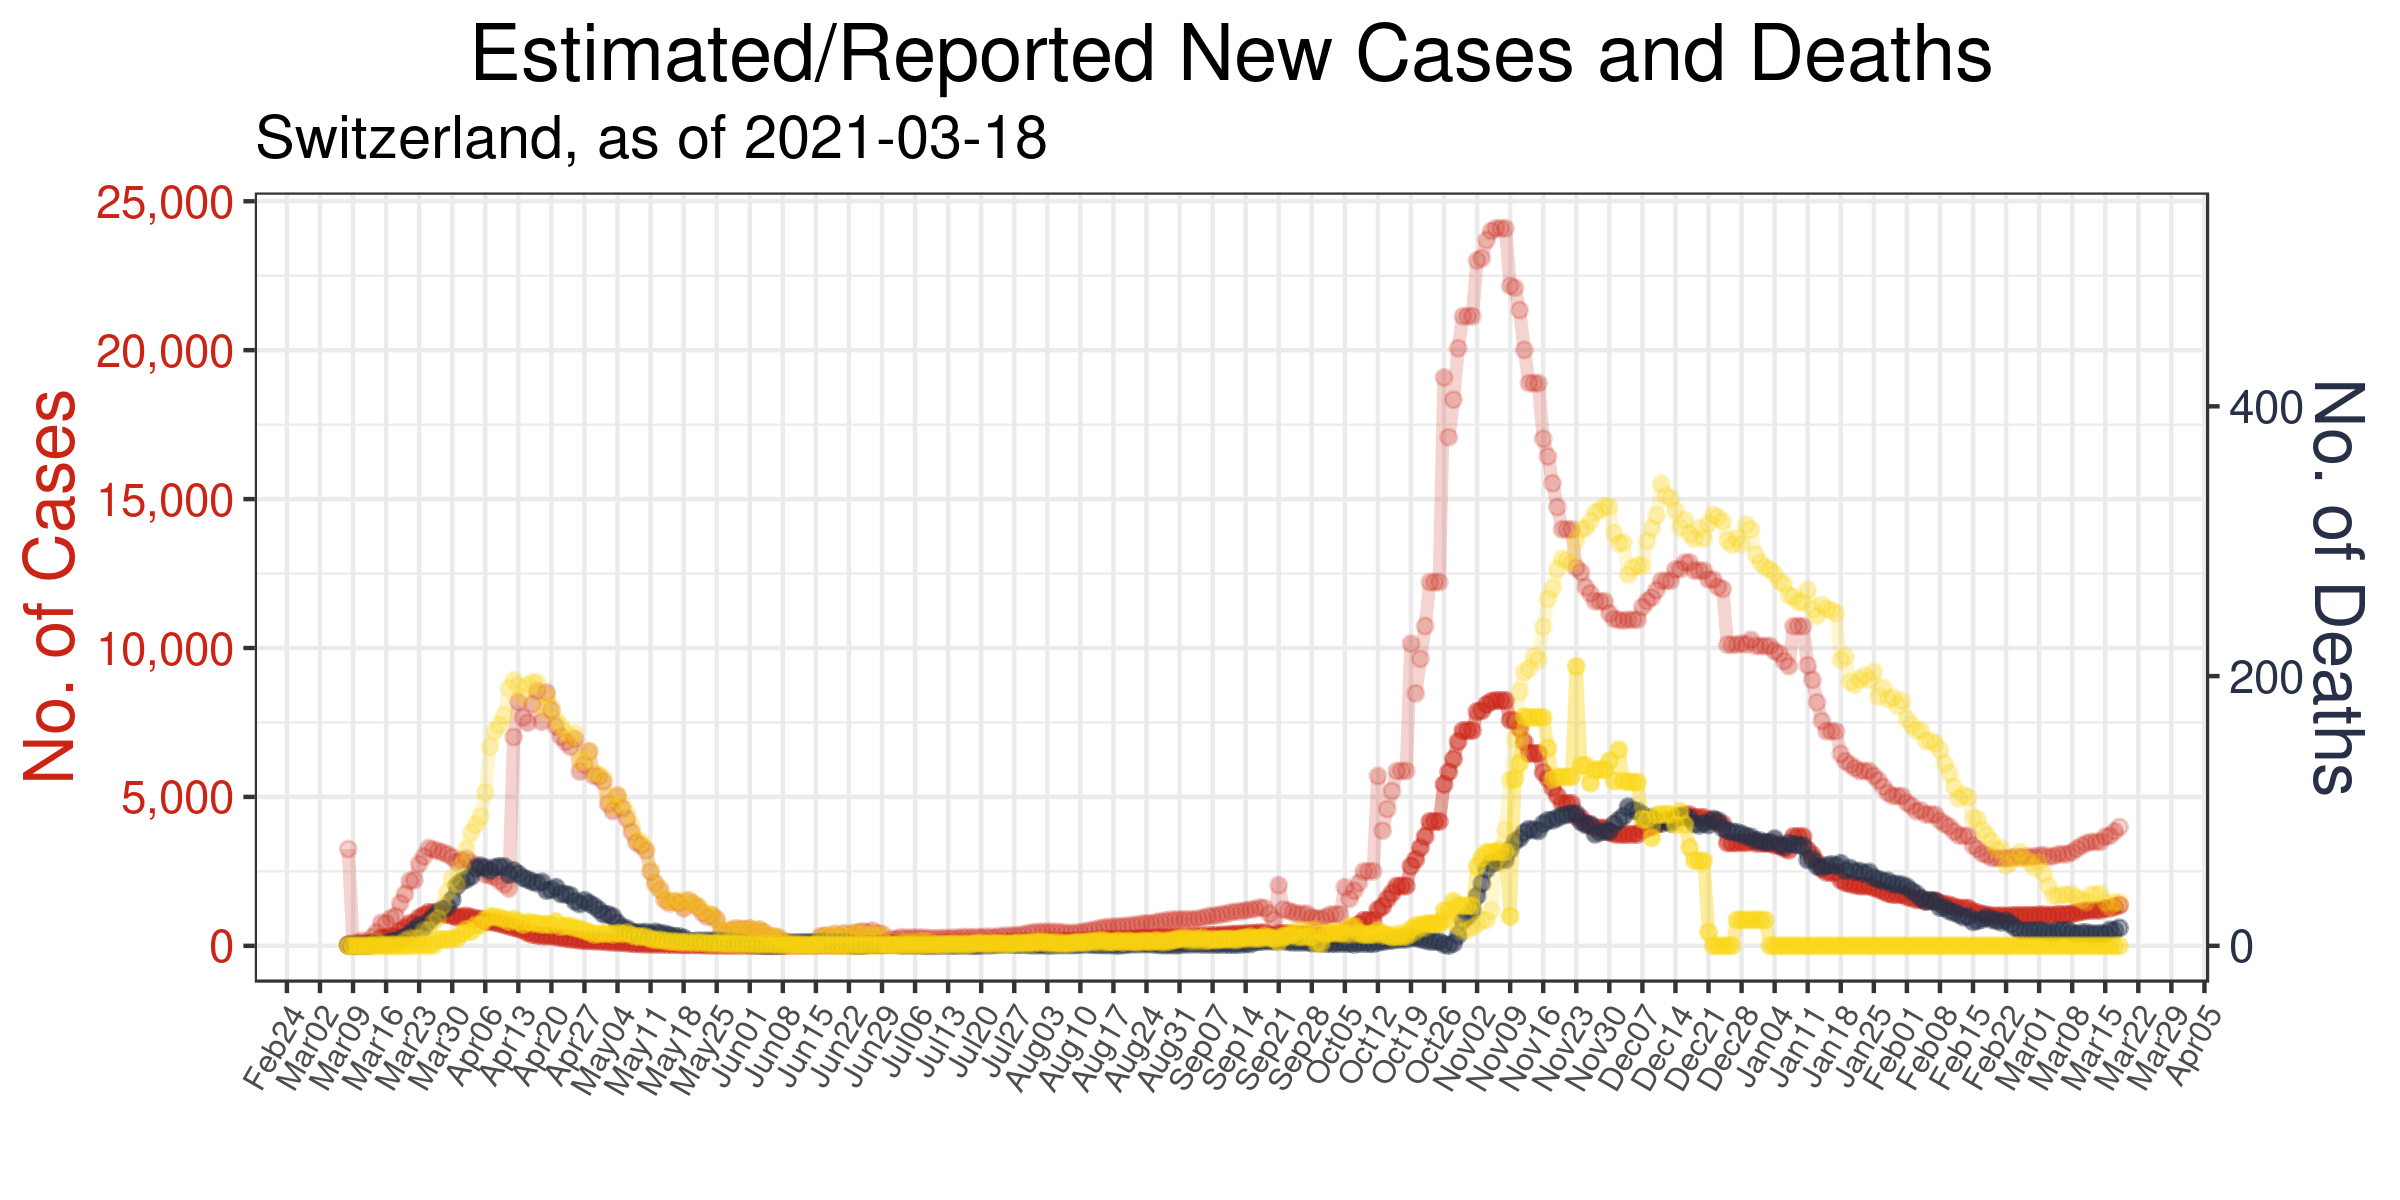 Estimated/Reported New Cases and Deaths
Switzerland, as of 2021-03-18
No. of Cases
25,000
20,000
15,000
10,000
5,000
0
No. of Deaths
400
200
0
Feb24
Mar02
Mar09
Mar16
Mar23
Mar30
Apr06
Apr13
Apr20
Apr27
May04
May11
May18
May25
Jun01
Jun08
Jun15
Jun22
Jun29
Jul06
Jul13
Jul20
Jul27
Aug03
Aug10
Aug17
Aug24
Aug31
Sep07
Sep14
Sep21
Sep28
Oct05
Oct12
Oct19
Oct26
Nov02
Nov09
Nov16
Nov23
Nov30
Dec07
Dec14
Dec21
Dec28
Jan04
Jan11
Jan18
Jan25
Feb01
Feb08
Feb15
Feb22
Mar01
Mar08
Mar15
Mar22
Mar29
Apr05